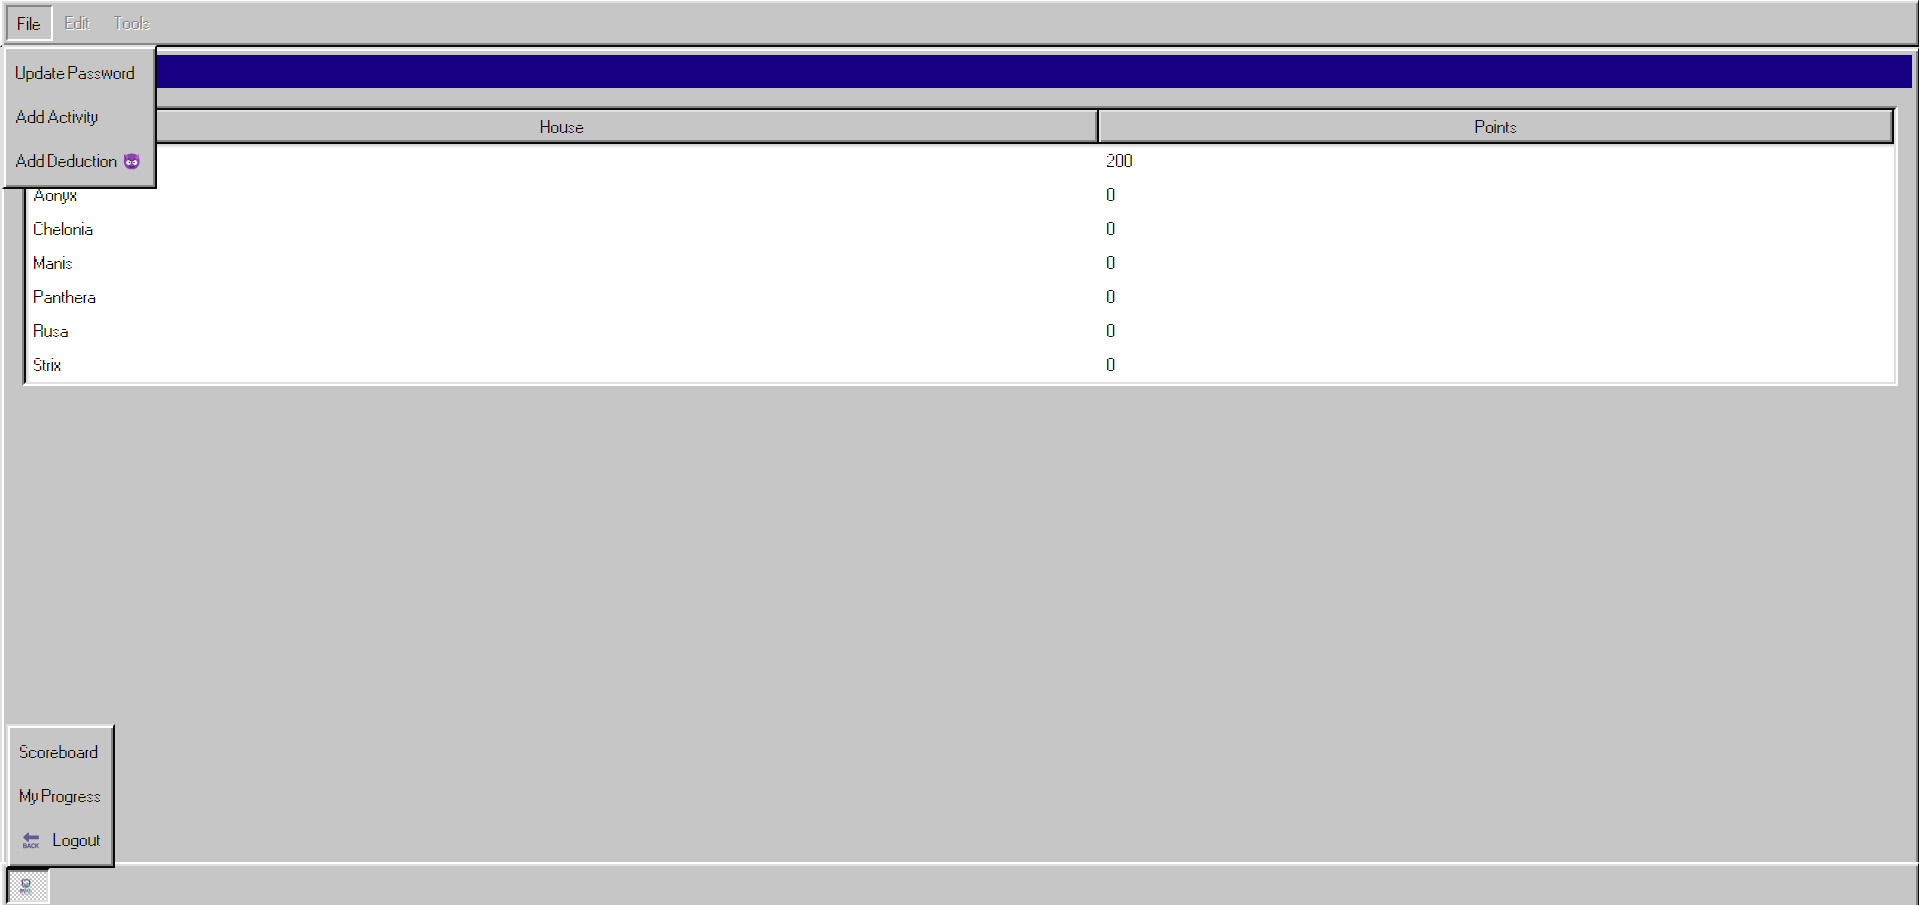 File Edit Tools
Update Password
Add Activity
Add Deduction
House Points
200
Aonyx 0
Chelonia 0
Manis 0
Panthera 0
Rusa 0
Strix 0
Scoreboard
My Progress
BACK Logout